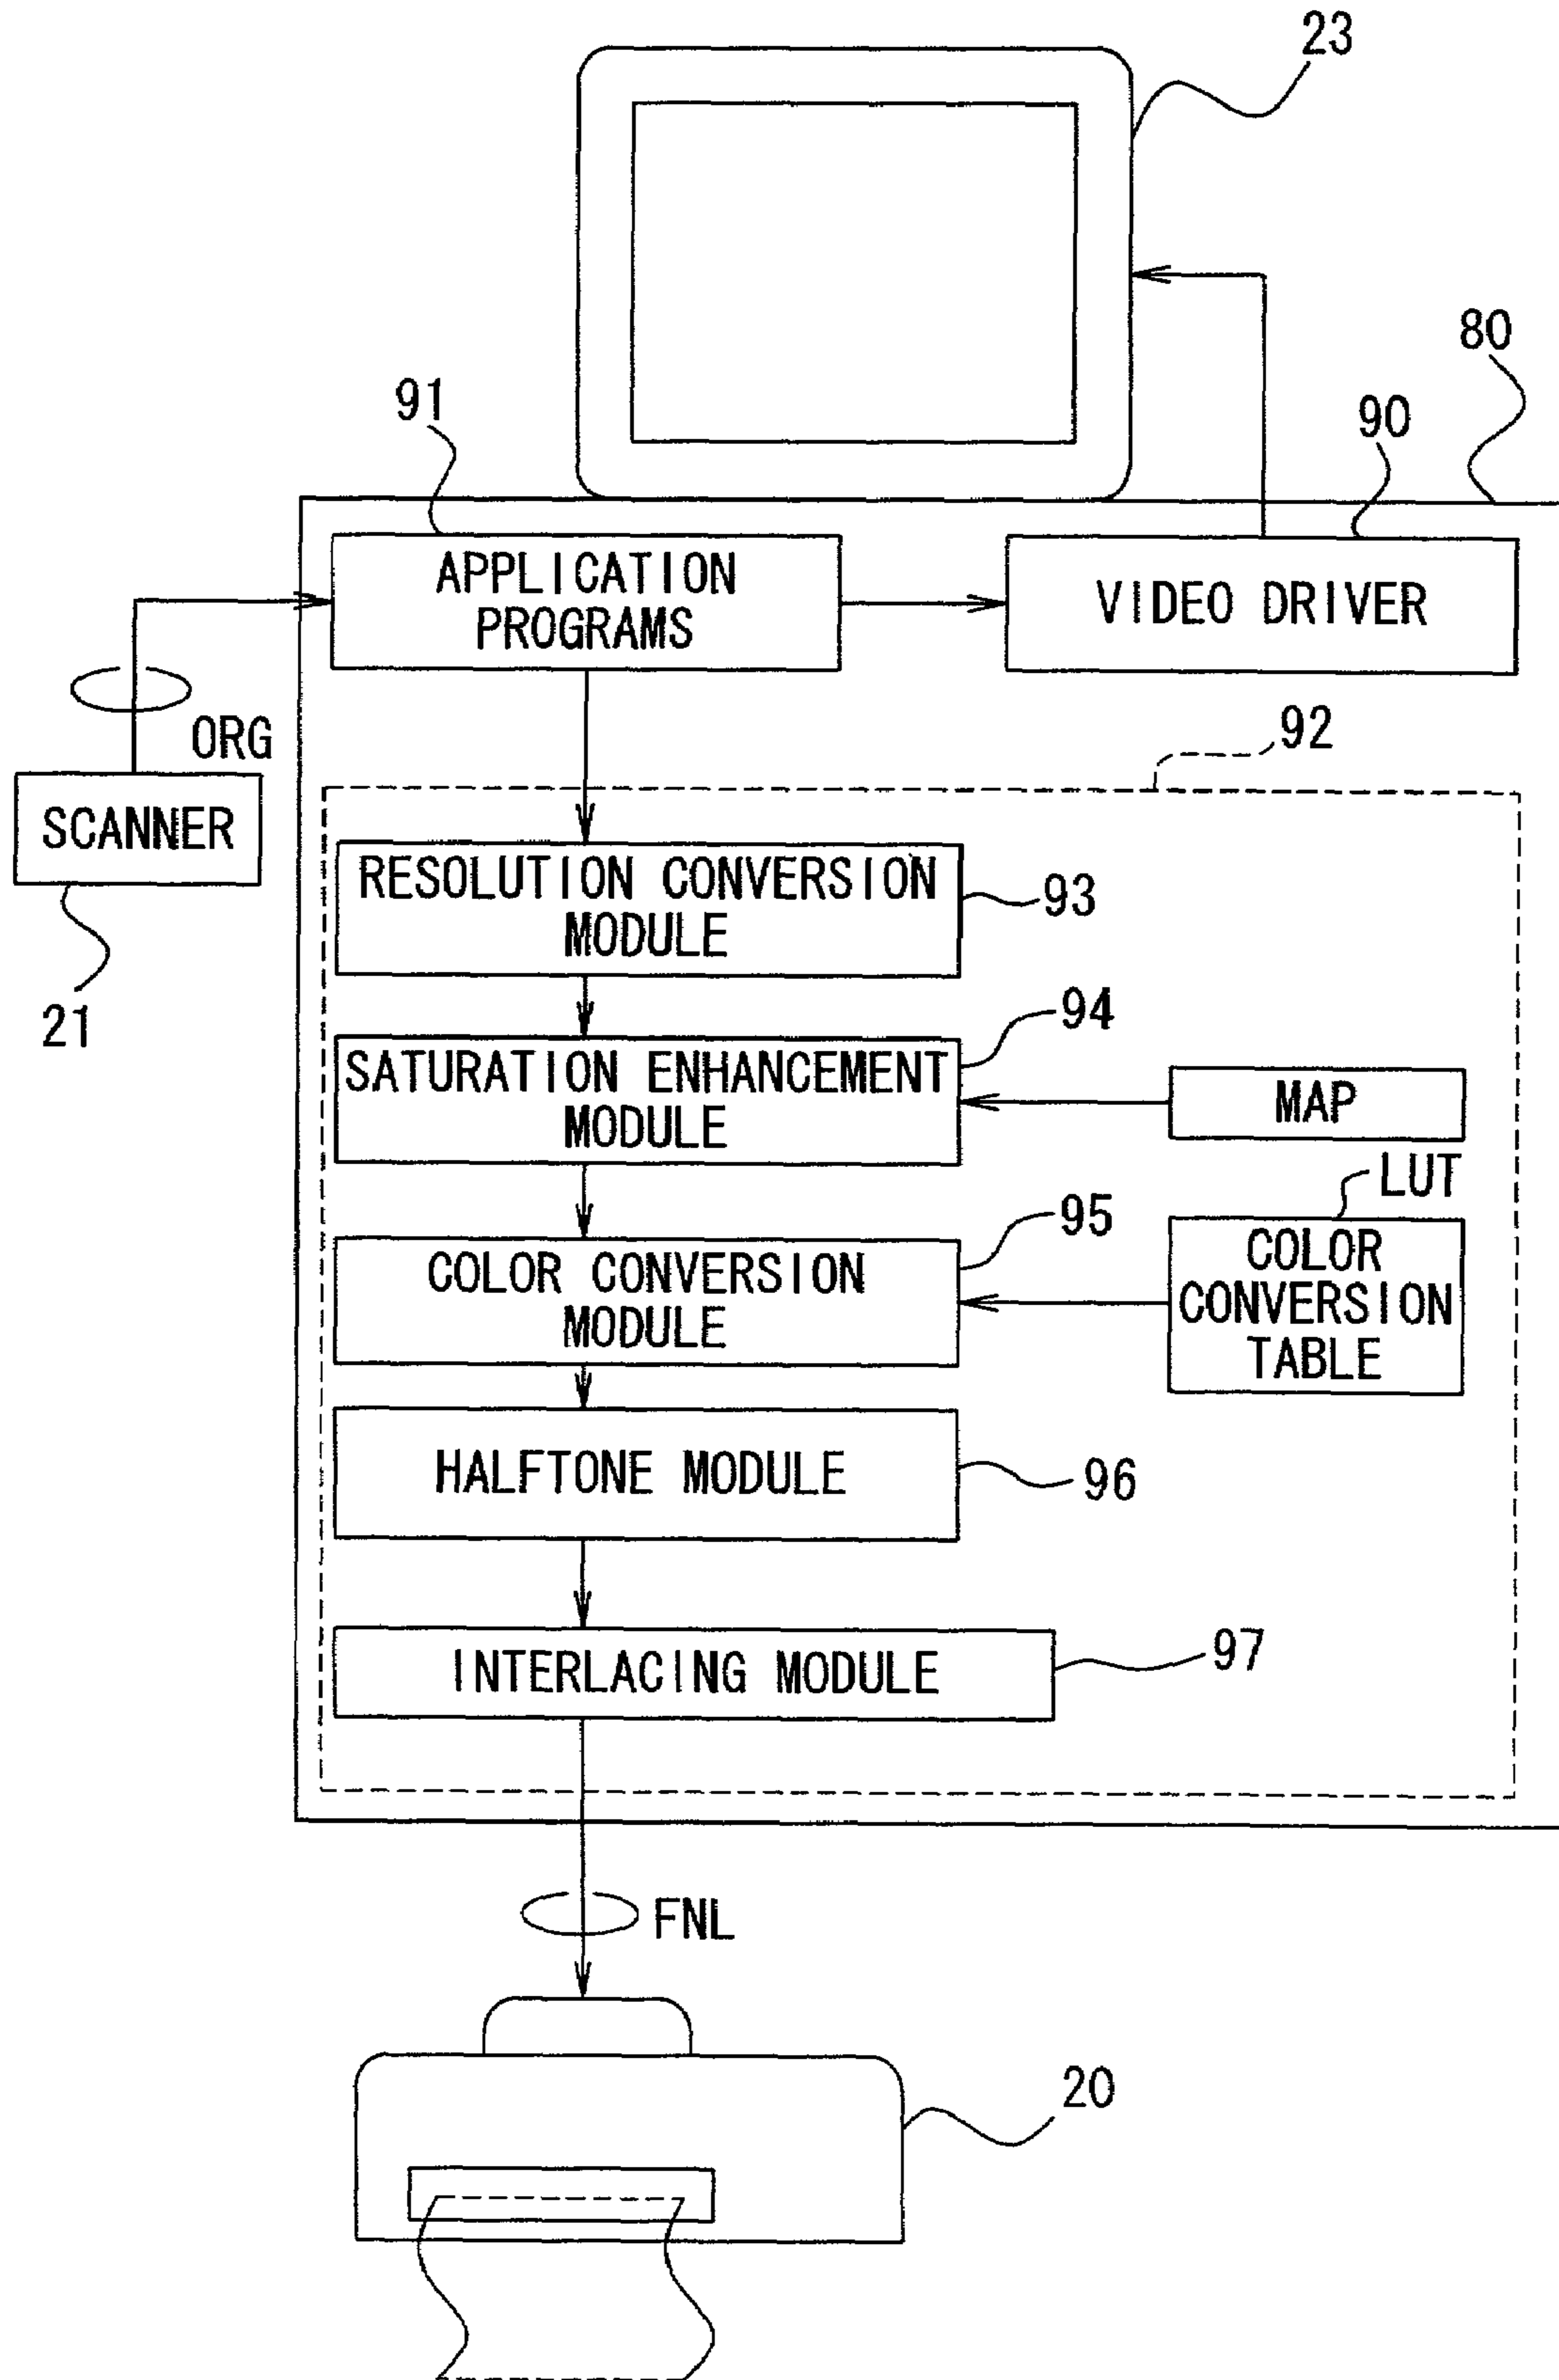 23
80
91
90
APPLICATION
PROGRAMS
VIDEO DRIVER
ORG
92
SCANNER
21
RESOLUTION CONVERSION
MODULE
93
94
SATURATION ENHANCEMENT
MODULE
MAP
LUT
95
COLOR CONVERSION
MODULE
COLOR
CONVERSION
TABLE
HALFTONE MODULE
96
INTERLACING MODULE
97
FNL
20